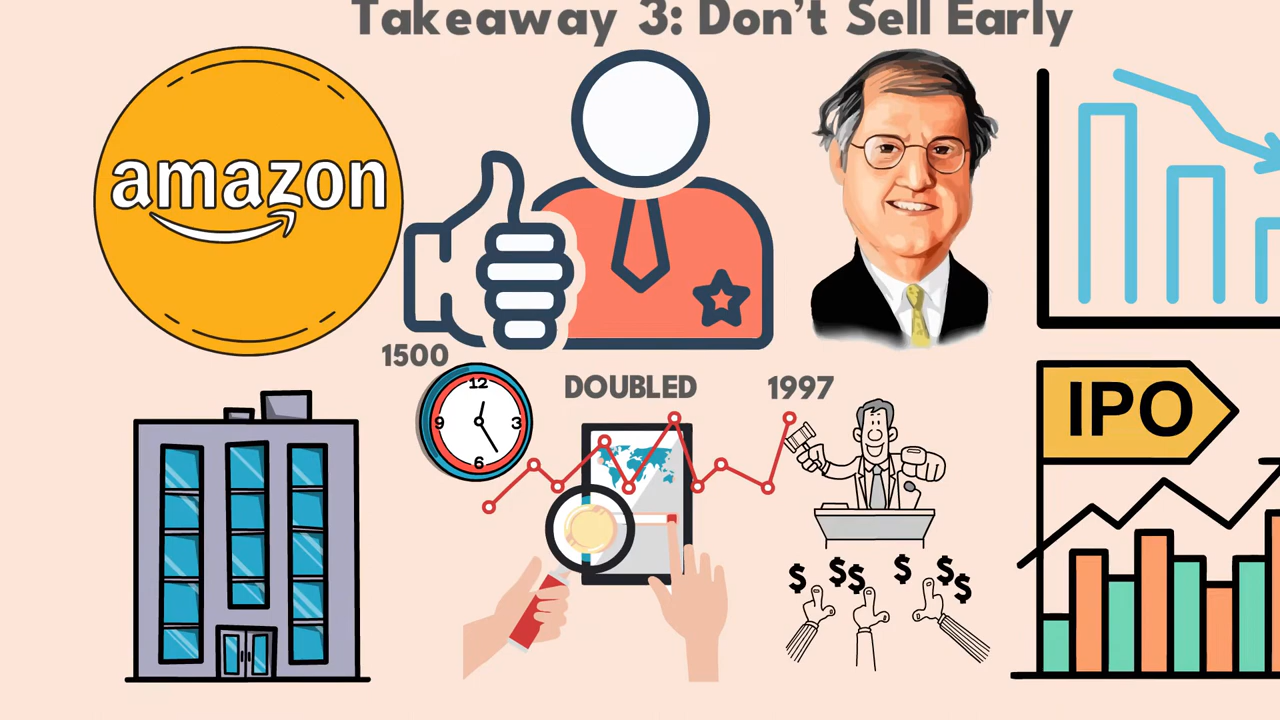 Takeaway 3: Don't Sell Early
amazon
1500
12
9 3
6
DOUBLED
1997
IPO
$ $$ $ $$